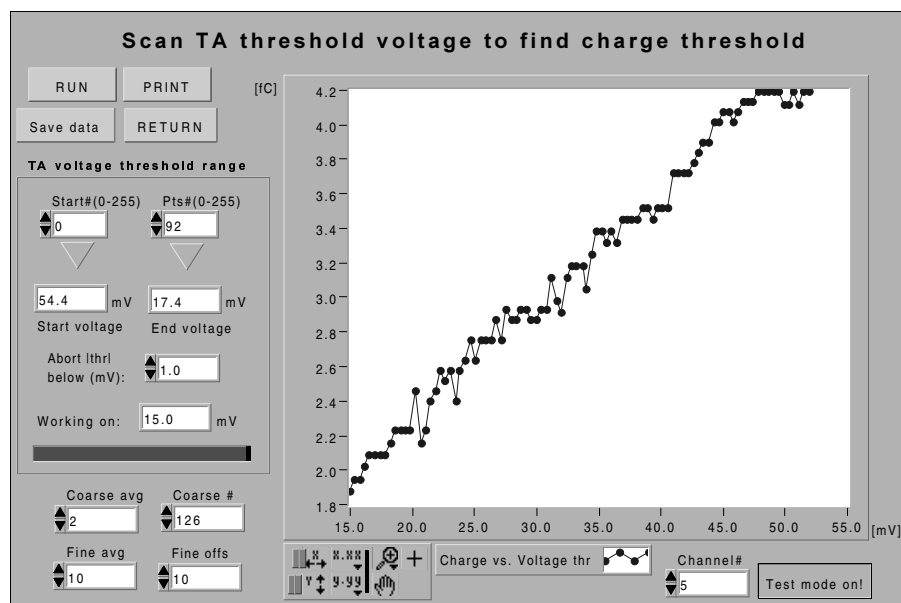 Scan TA threshold voltage to find charge threshold
RUN PRINT
Save data RETURN
TA voltage threshold range
Start#(0-255) Pts#(0-255)
0 92
54.4 mV 17.4 mV
Start voltage End voltage
Abort |thr|
below (mV): 1.0
Working on: 15.0 mV
Coarse avg Coarse #
2 126
Fine avg Fine offs
10 10
[fC]
4.2
4.0
3.8
3.6
3.4
3.2
3.0
2.8
2.6
2.4
2.2
2.0
1.8
15.0 20.0 25.0 30.0 35.0 40.0 45.0 50.0 55.0
[mV]
X X.XX
Y Y.YY
Charge vs. Voltage thr
Channel#
5
Test mode on!